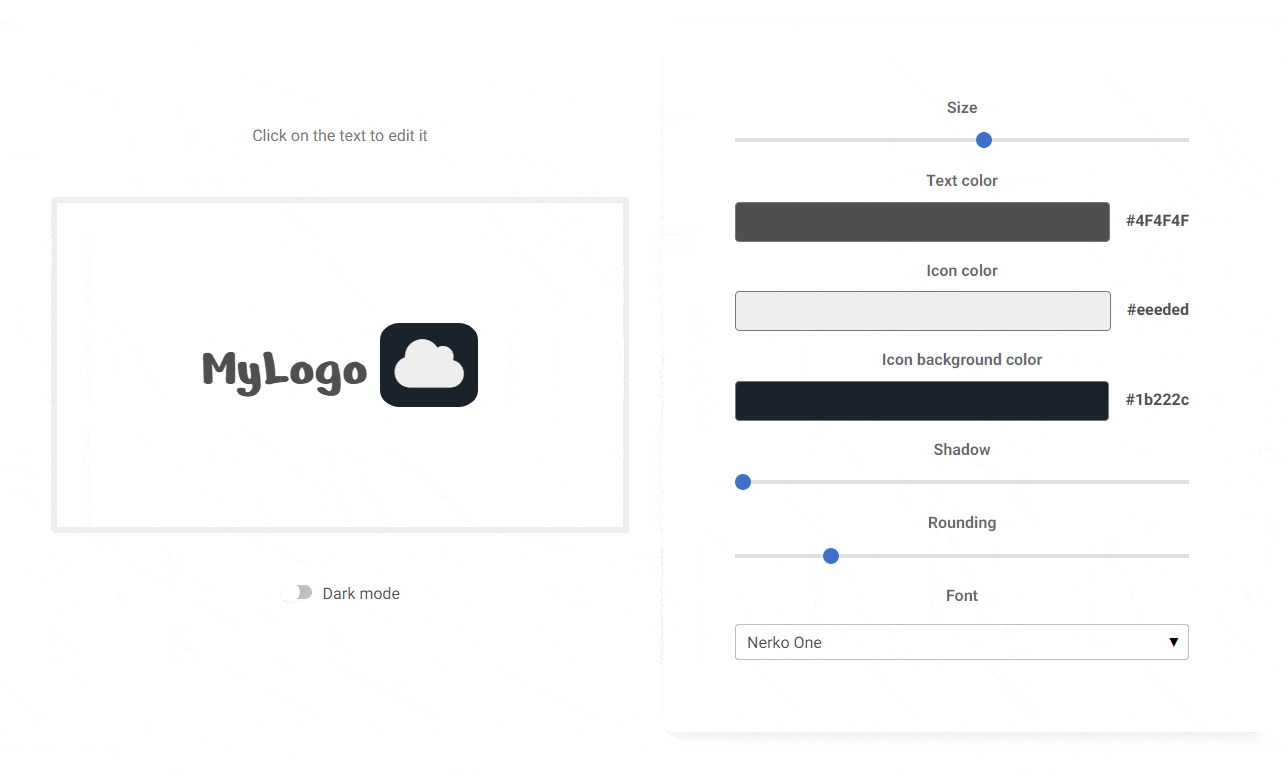 Click on the text to edit it
MyLogo
Dark mode
Size
Text color
#4F4F4F
Icon color
#eeeded
Icon background color
#1b222c
Shadow
Rounding
Font
Nerko One